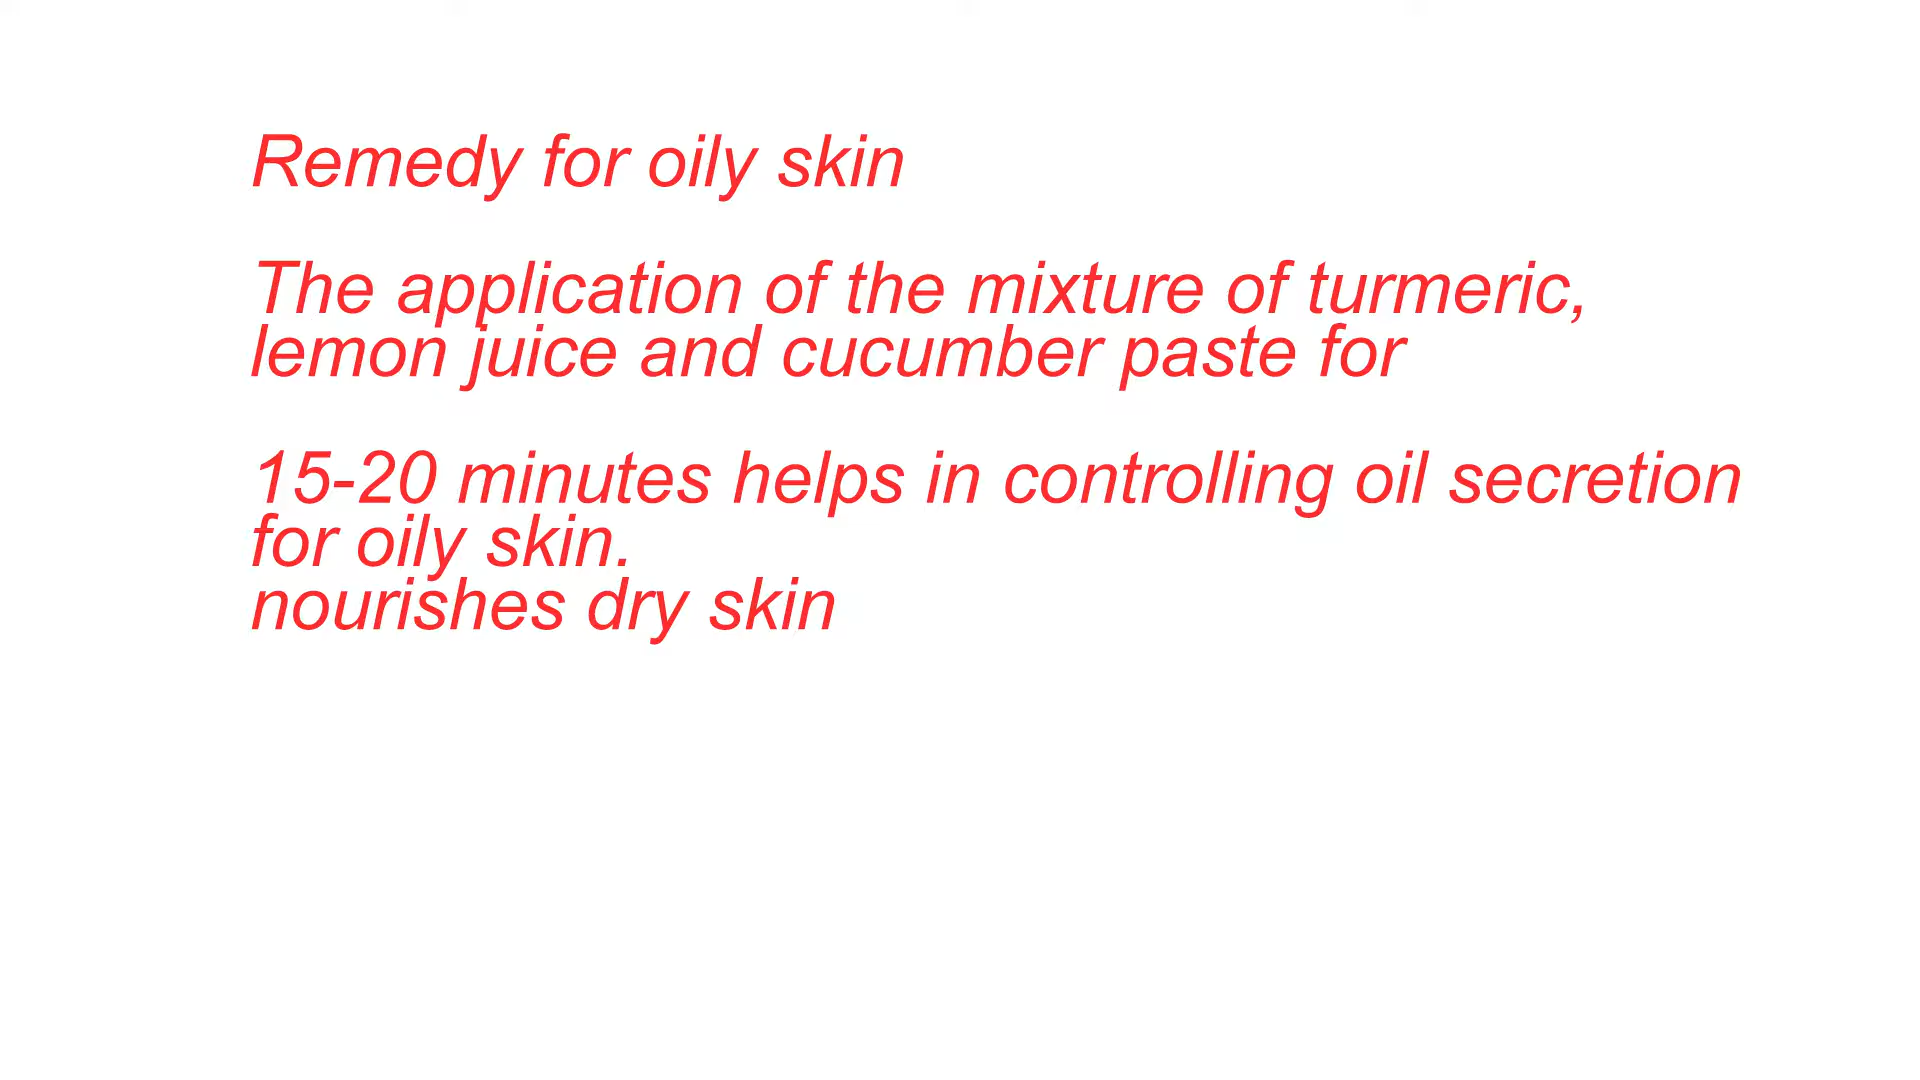 Remedy for oily skin
The application of the mixture of turmeric,
lemon juice and cucumber paste for
15-20 minutes helps in controlling oil secretion
for oily skin.
nourishes dry skin